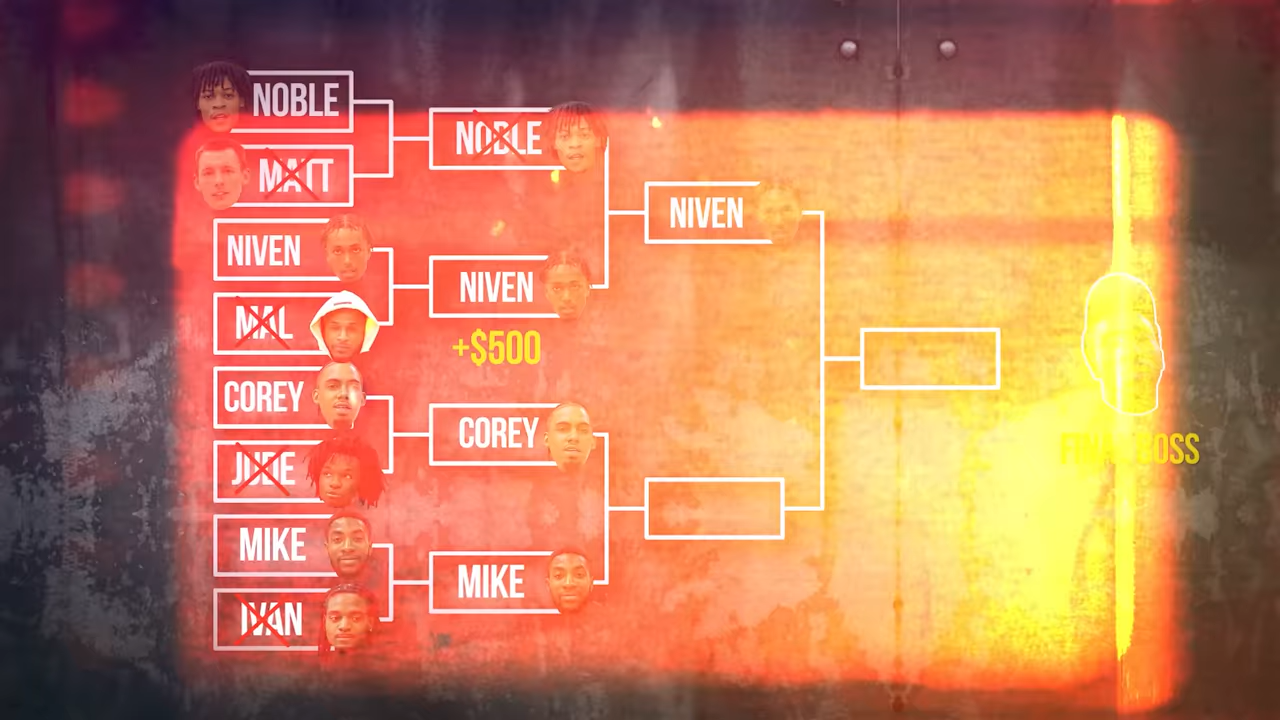 NOBLE
MATT
NIVEN
MAL
COREY
JUDE
MIKE
IVAN
NOBLE
NIVEN
+$500
COREY
MIKE
NIVEN
FINAL BOSS